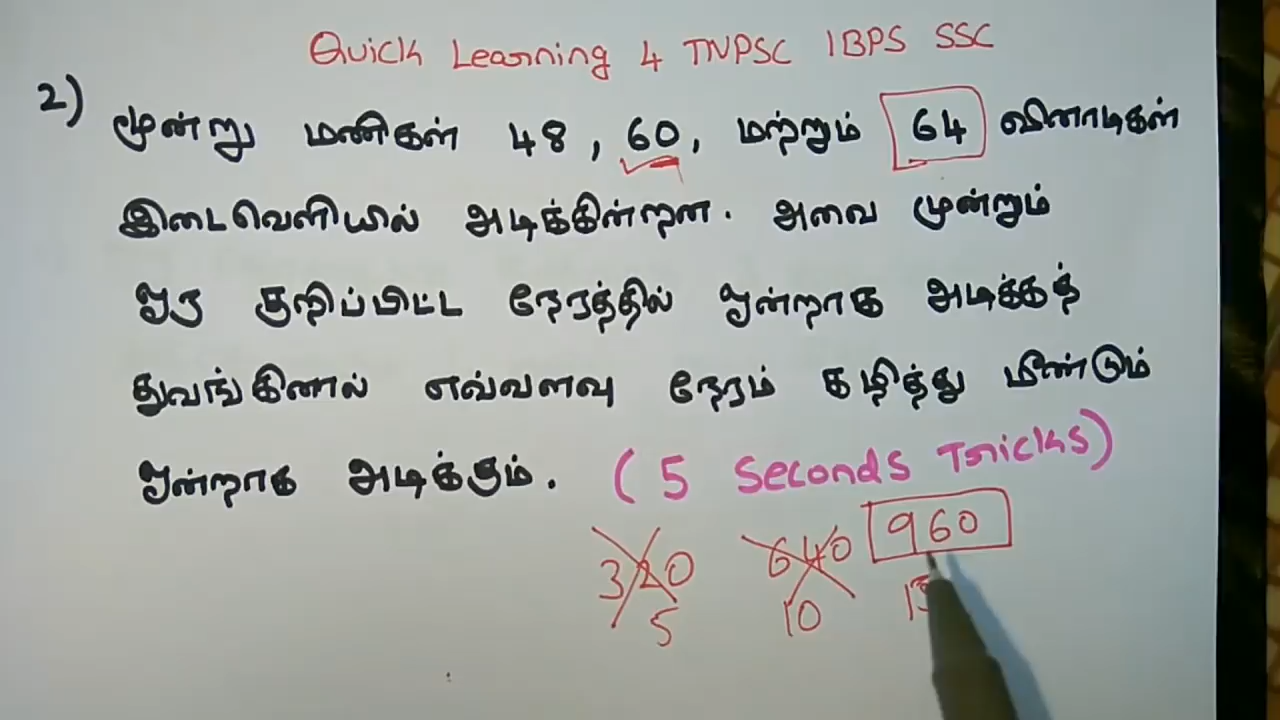 Quick Learning 4 TNPSC IBPS SSC
2) மூன்று மணிகள் 48, 60, மற்றும் 64 வினாடிகள்
இடைவெளியில் அடிக்கின்றன. அவை மூன்றும்
ஒரு குறிப்பிட்ட நேரத்தில் ஒன்றாக அடிக்கத்
துவங்கினால் எவ்வளவு நேரம் கழித்து மீண்டும்
ஒன்றாக அடிக்கும். (5 Seconds Tricks)
320 640 960
5 10